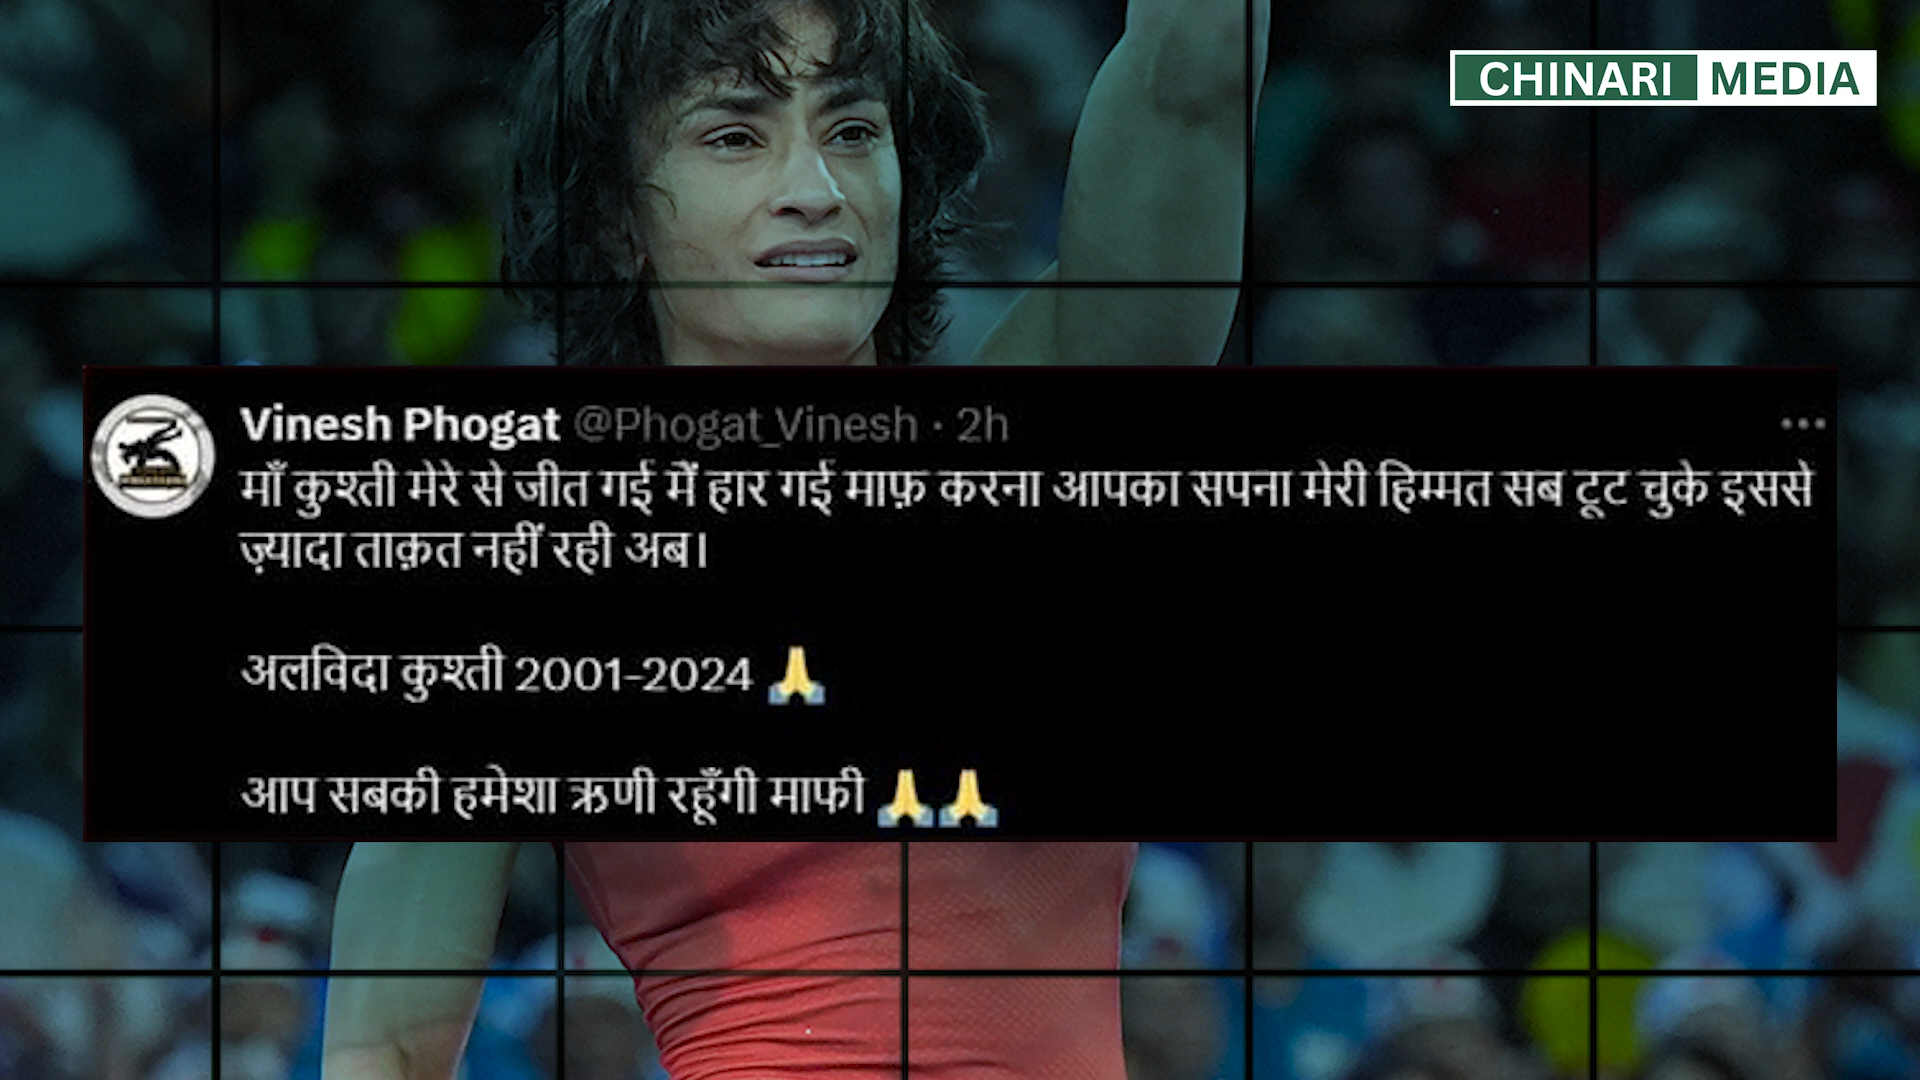 CHINARI MEDIA
Vinesh Phogat @Phogat_Vinesh · 2h
माँ कुश्ती मेरे से जीत गई में हार गई माफ़ करना आपका सपना मेरी हिम्मत सब टूट चुके इससे
ज़्यादा ताक़त नहीं रही अब।
अलविदा कुश्ती 2001-2024 🙏
आप सबकी हमेशा ऋणी रहूँगी माफी 🙏🙏